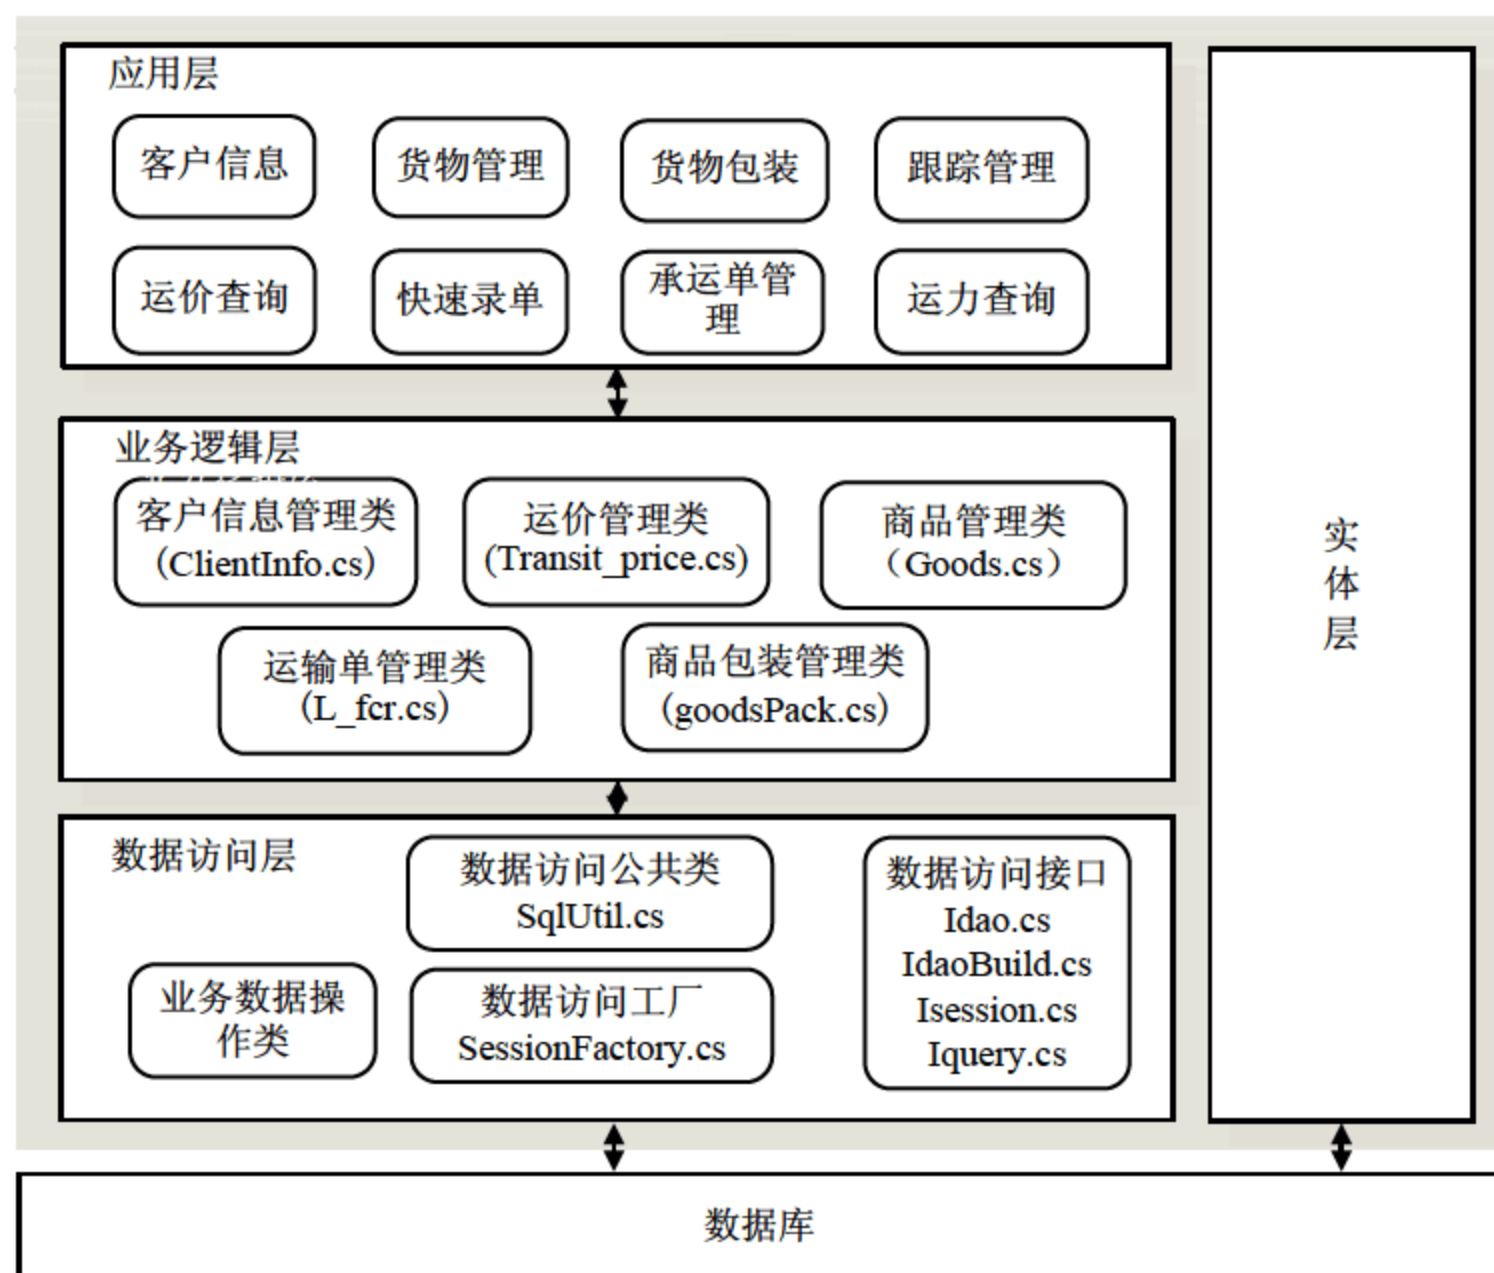 应用层
客户信息
货物管理
货物包装
跟踪管理
运价查询
快速录单
承运单管
理
运力查询
业务逻辑层
客户信息管理类
(ClientInfo.cs)
运价管理类
(Transit_price.cs)
商品管理类
（Goods.cs）
运输单管理类
(L_fcr.cs)
商品包装管理类
(goodsPack.cs)
数据访问层
数据访问公共类
SqlUtil.cs
业务数据操
作类
数据访问工厂
SessionFactory.cs
数据访问接口
Idao.cs
IdaoBuild.cs
Isession.cs
Iquery.cs
实
体
层
数据库